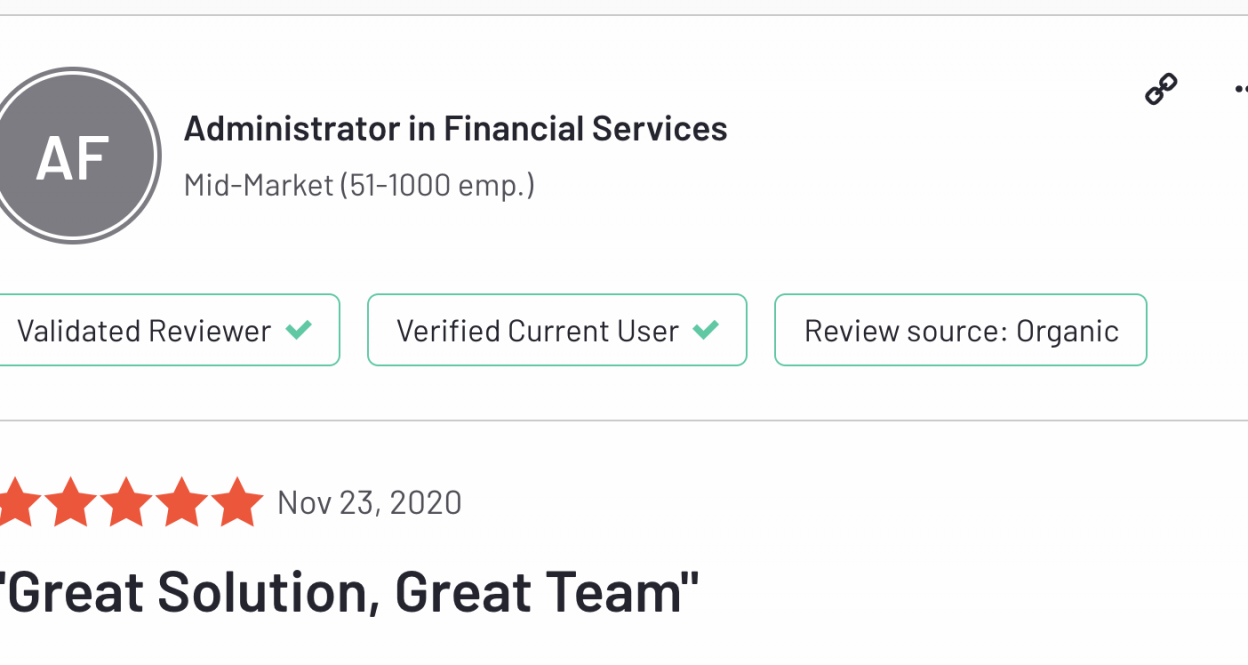 AF
Administrator in Financial Services
Mid-Market (51-1000 emp.)
Validated Reviewer
Verified Current User
Review source: Organic
Nov 23, 2020
"Great Solution, Great Team"